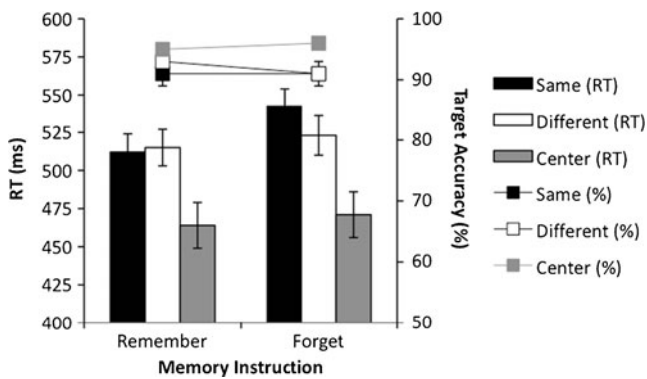 600
575
550
525
500
475
450
425
400
RT (ms)
100
90
80
70
60
50
Target Accuracy (%)
Remember
Forget
Memory Instruction
Same (RT)
Different (RT)
Center (RT)
Same (%)
Different (%)
Center (%)